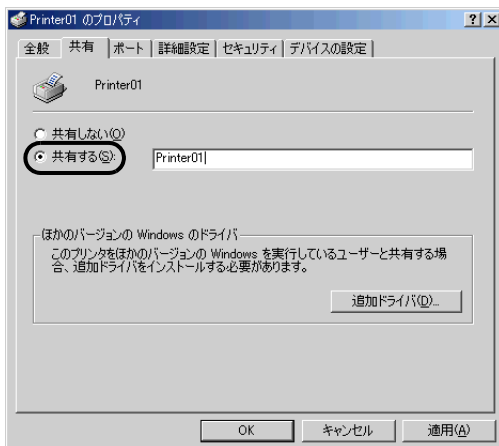 Printer01 のプロパティ
全般 共有 ポート 詳細設定 セキュリティ デバイスの設定
Printer01
共有しない(O)
共有する(S): Printer01
ほかのバージョンの Windows のドライバ
このプリンタをほかのバージョンの Windows を実行しているユーザーと共有する場
合、追加ドライバをインストールする必要があります。
追加ドライバ(D)...
OK キャンセル 適用(A)